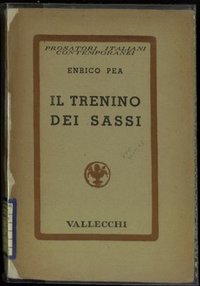 PROSATORI ITALIANI
CONTEMPORANEI
ENRICO PEA
IL TRENINO
DEI SASSI
VALLECCHI